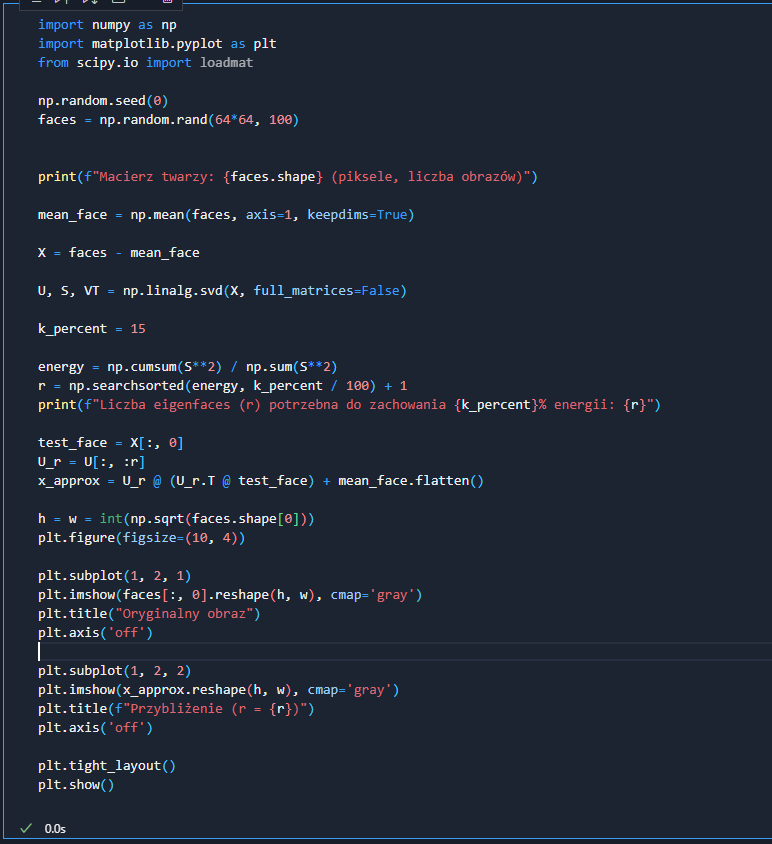 import numpy as np
import matplotlib.pyplot as plt
from scipy.io import loadmat
np.random.seed(0)
faces = np.random.rand(64*64, 100)
print(f"Macierz twarzy: {faces.shape} (piksele, liczba obrazów)")
mean_face = np.mean(faces, axis=1, keepdims=True)
X = faces - mean_face
U, S, VT = np.linalg.svd(X, full_matrices=False)
k_percent = 15
energy = np.cumsum(S**2) / np.sum(S**2)
r = np.searchsorted(energy, k_percent / 100) + 1
print(f"Liczba eigenfaces (r) potrzebna do zachowania {k_percent}% energii: {r}")
test_face = X[:, 0]
U_r = U[:, :r]
x_approx = U_r @ (U_r.T @ test_face) + mean_face.flatten()
h = w = int(np.sqrt(faces.shape[0]))
plt.figure(figsize=(10, 4))
plt.subplot(1, 2, 1)
plt.imshow(faces[:, 0].reshape(h, w), cmap='gray')
plt.title("Oryginalny obraz")
plt.axis('off')
plt.subplot(1, 2, 2)
plt.imshow(x_approx.reshape(h, w), cmap='gray')
plt.title(f"Przybliżenie (r = {r})")
plt.axis('off')
plt.tight_layout()
plt.show()
0.0s